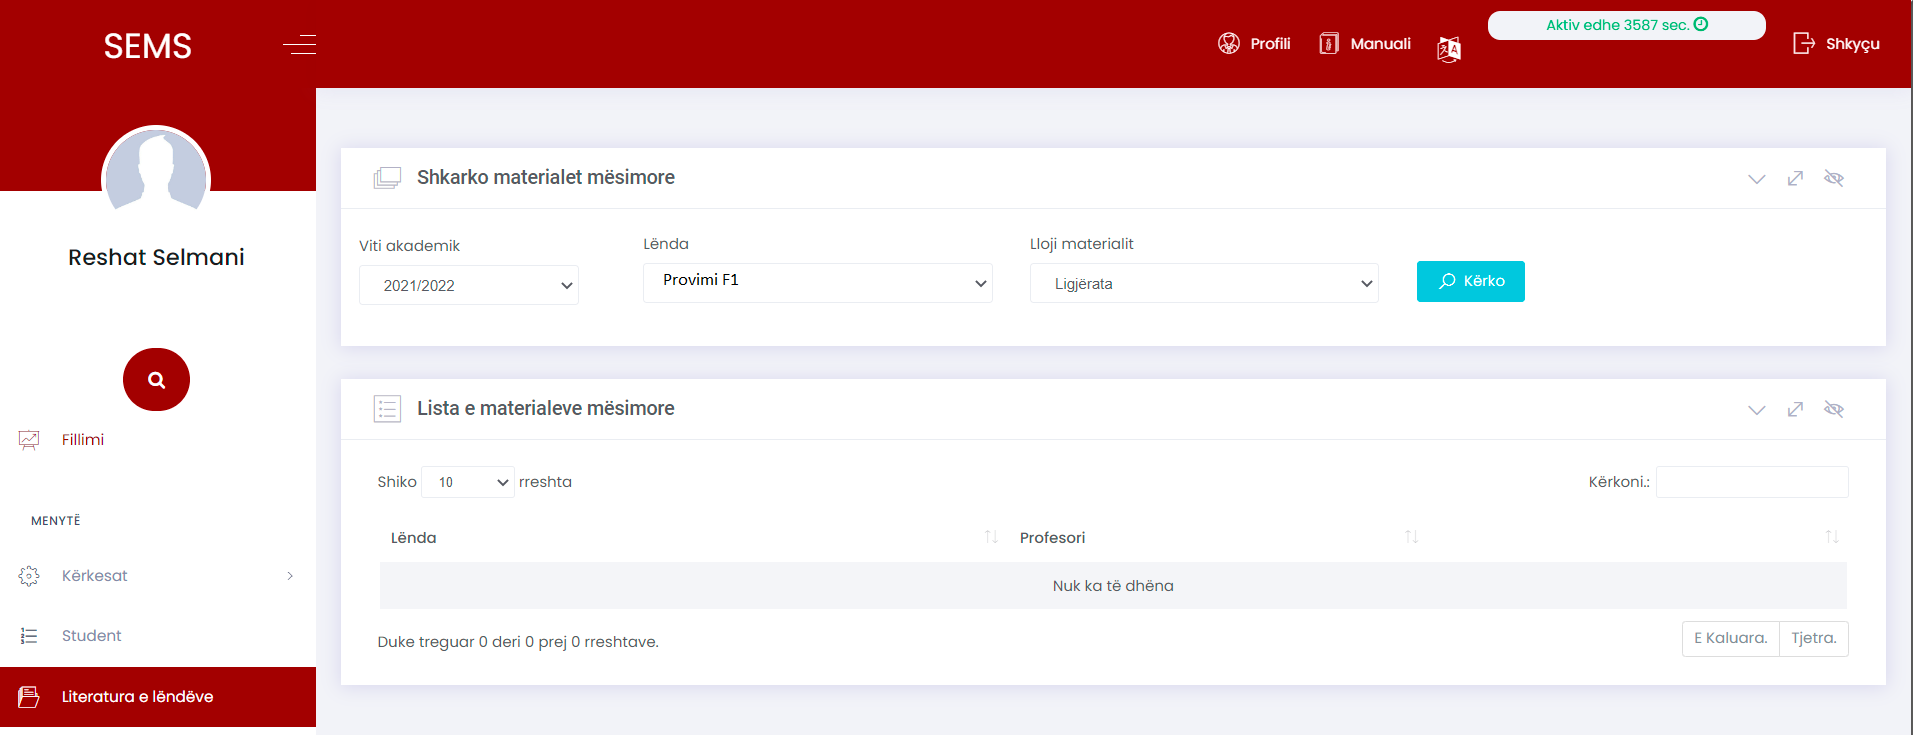 SEMS
Profili
Manuali
Aktiv edhe 3587 sec.
Shkyçu
Reshat Selmani
Fillimi
MENYTË
Kërkesat
Student
Literatura e lëndëve
Shkarko materialet mësimore
Viti akademik
Lënda
Lloji materialit
2021/2022
Provimi F1
Ligjërata
Kërko
Lista e materialeve mësimore
Shiko 10 rreshta
Kërkoni.:
Lënda
Profesori
Nuk ka të dhëna
Duke treguar 0 deri 0 prej 0 rreshtave.
E Kaluara.
Tjetra.